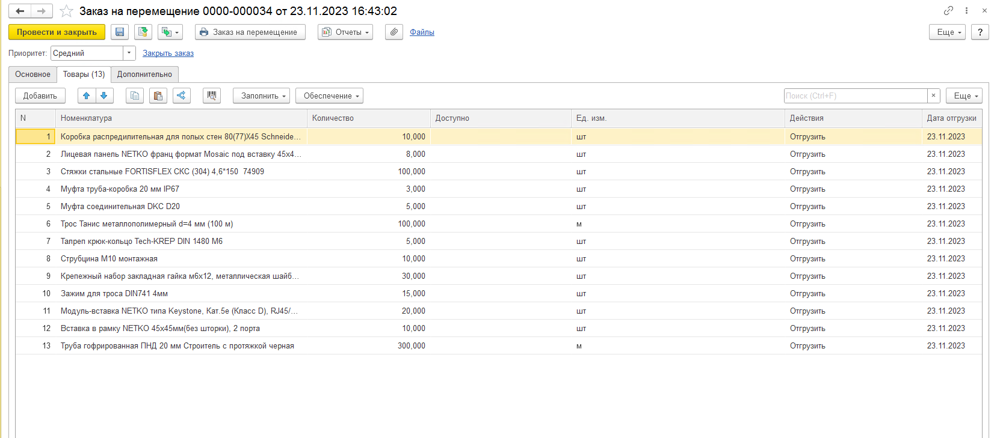 Заказ на перемещение 0000-000034 от 23.11.2023 16:43:02
Провести и закрыть Заказ на перемещение Отчеты Файлы Еще ?
Приоритет: Средний Закрыть заказ
Основное Товары (13) Дополнительно
Добавить Заполнить Обеспечение Поиск (Ctrl+F) × Еще
N Номенклатура Количество Доступно Ед. изм. Действия Дата отгрузки
1 Коробка распредилительная для полых стен 80(77)X45 Schneide... 10,000 шт Отгрузить 23.11.2023
2 Лицевая панель NETKO франц формат Mosaic под вставку 45x4... 8,000 шт Отгрузить 23.11.2023
3 Стяжки стальные FORTISFLEX СКС (304) 4,6*150 74909 100,000 шт Отгрузить 23.11.2023
4 Муфта труба-коробка 20 мм IP67 3,000 шт Отгрузить 23.11.2023
5 Муфта соединительная DKC D20 5,000 шт Отгрузить 23.11.2023
6 Трос Танис металлополимерный d=4 мм (100 м) 100,000 м Отгрузить 23.11.2023
7 Талреп крюк-кольцо Tech-KREP DIN 1480 М6 5,000 шт Отгрузить 23.11.2023
8 Струбцина М10 монтажная 10,000 шт Отгрузить 23.11.2023
9 Крепежный набор закладная гайка м6х12, металлическая шайб... 30,000 шт Отгрузить 23.11.2023
10 Зажим для троса DIN741 4мм 15,000 шт Отгрузить 23.11.2023
11 Модуль-вставка NETKO типа Keystone, Кат.5е (Класс D), RJ45/... 20,000 шт Отгрузить 23.11.2023
12 Вставка в рамку NETKO 45x45мм(без шторки), 2 порта 10,000 шт Отгрузить 23.11.2023
13 Труба гофрированная ПНД 20 мм Строитель с протяжкой черная 300,000 м Отгрузить 23.11.2023